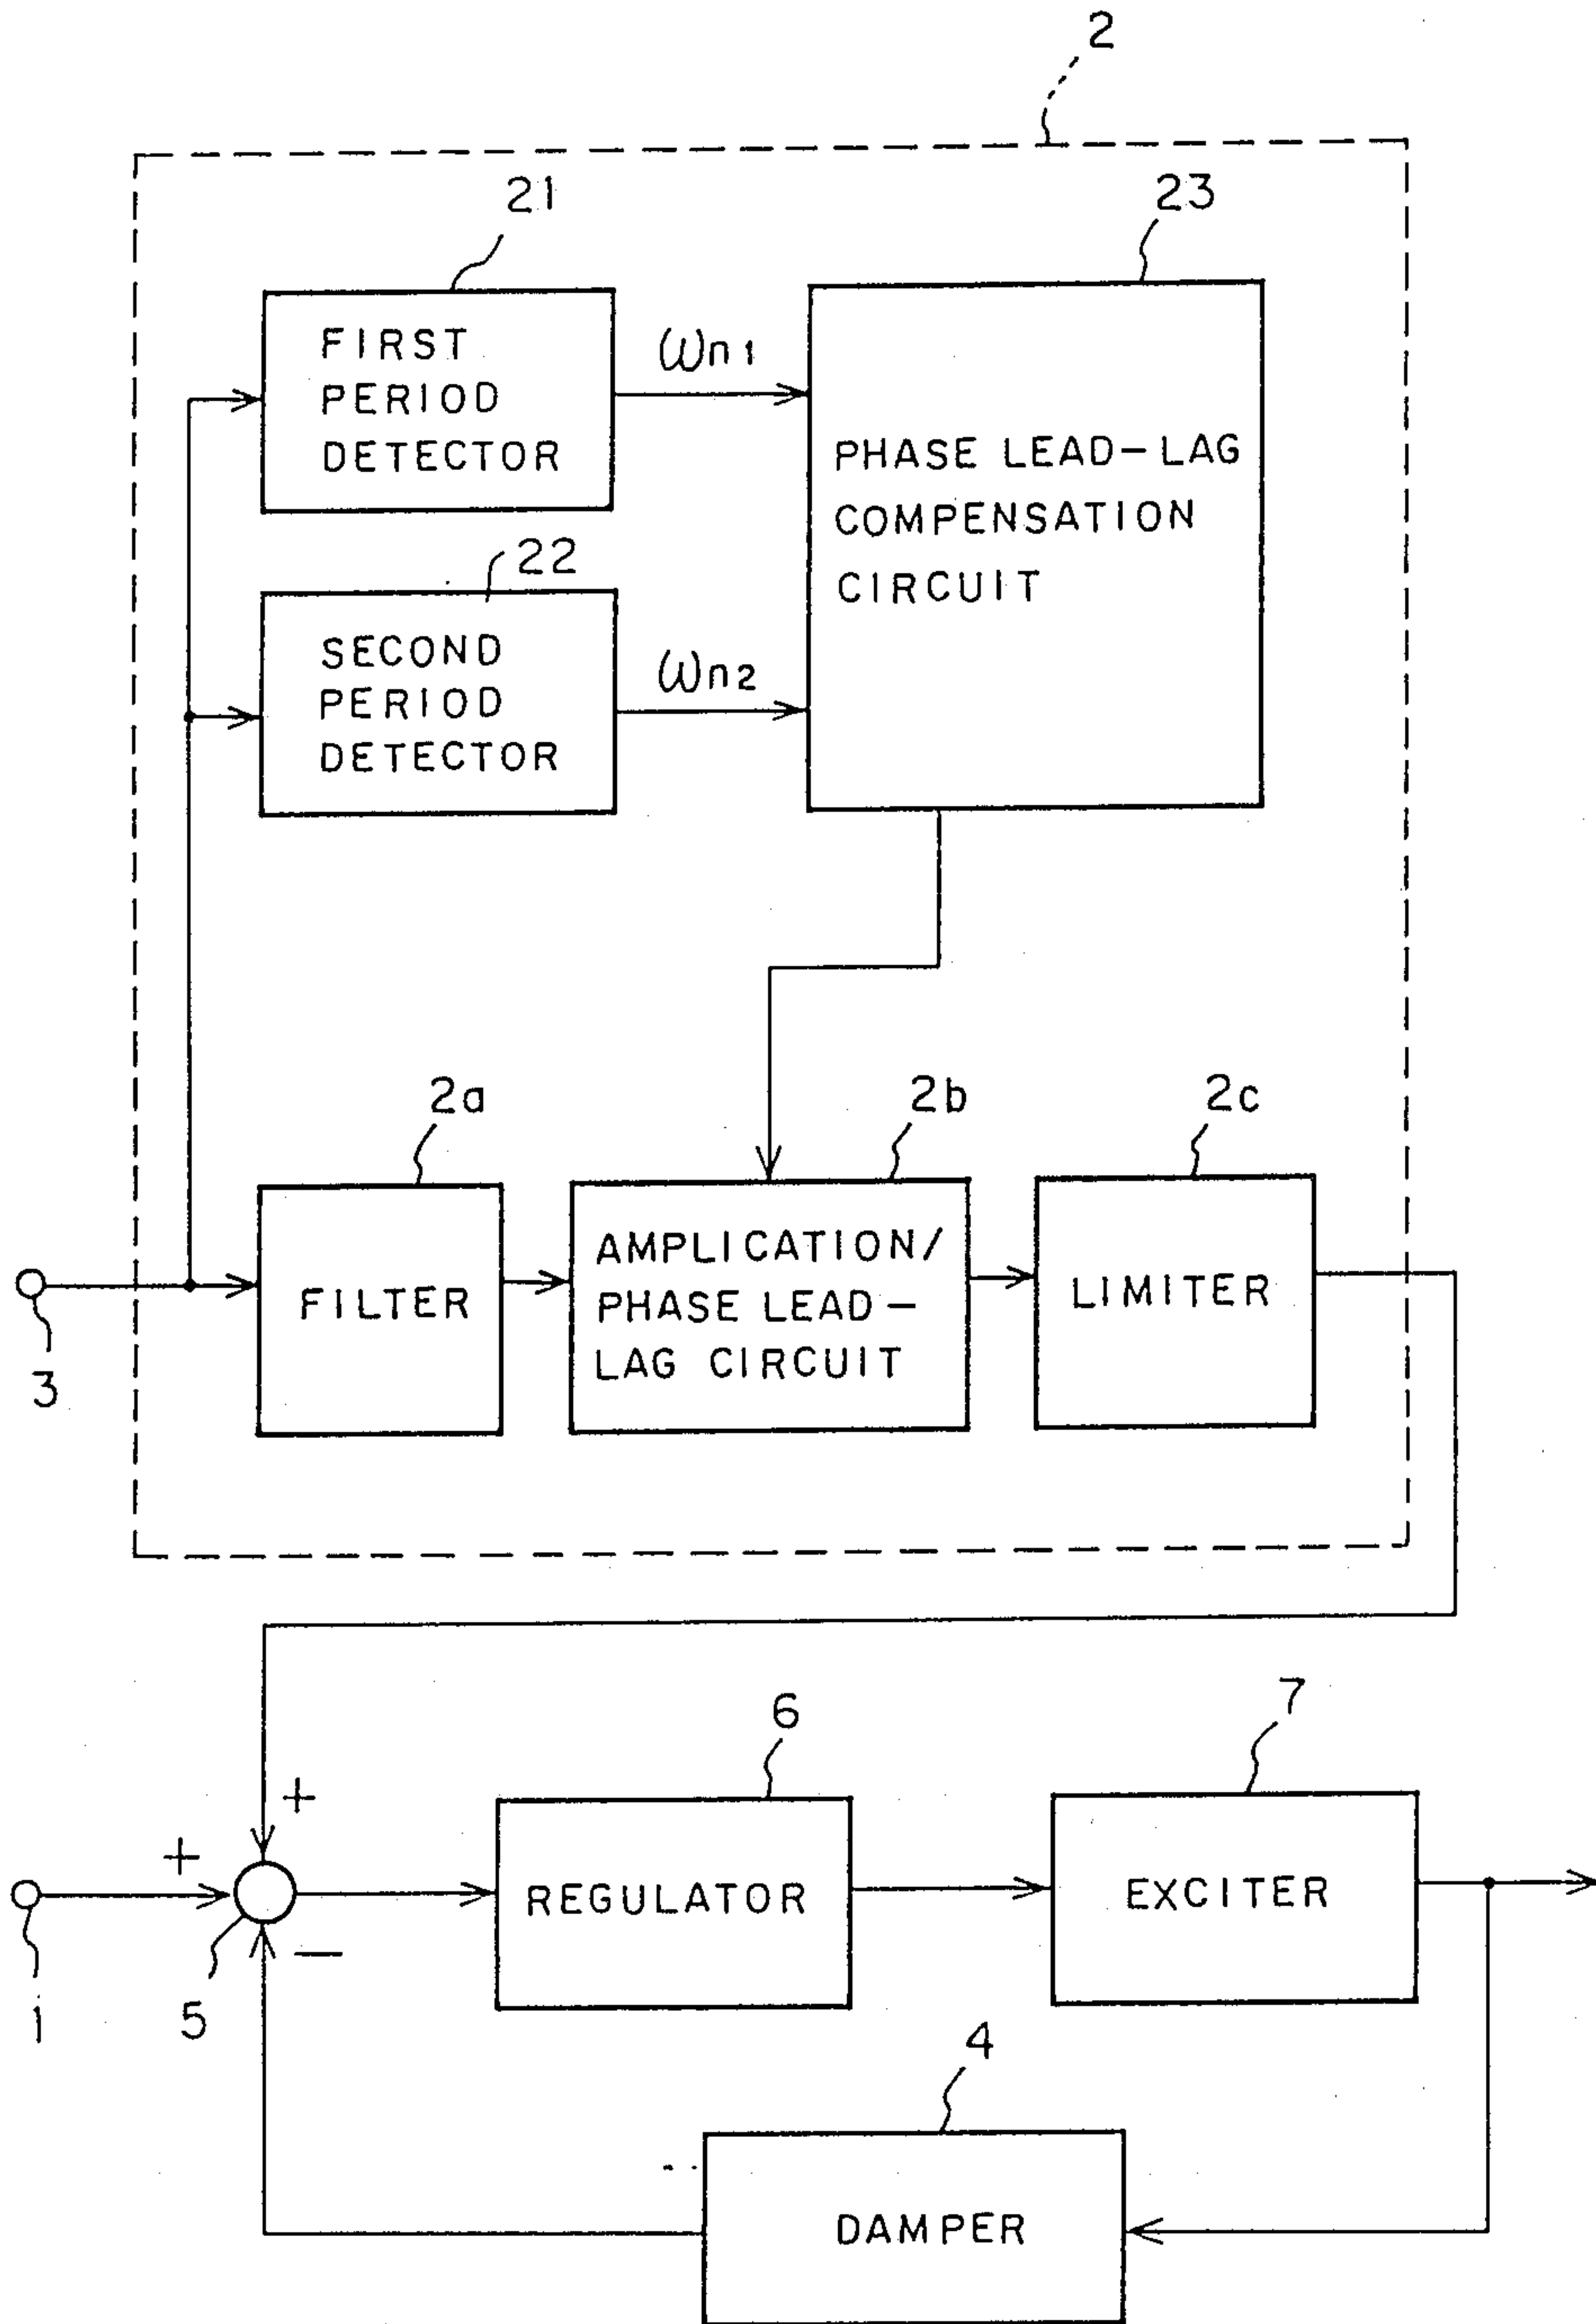 2
21
23
FIRST
PERIOD
DETECTOR
ωn1
PHASE LEAD-LAG
COMPENSATION
CIRCUIT
22
SECOND
PERIOD
DETECTOR
ωn2
2a
2b
2c
FILTER
AMPLICATION/
PHASE LEAD-
LAG CIRCUIT
LIMITER
3
6
7
+
+
REGULATOR
EXCITER
−
1
5
4
DAMPER